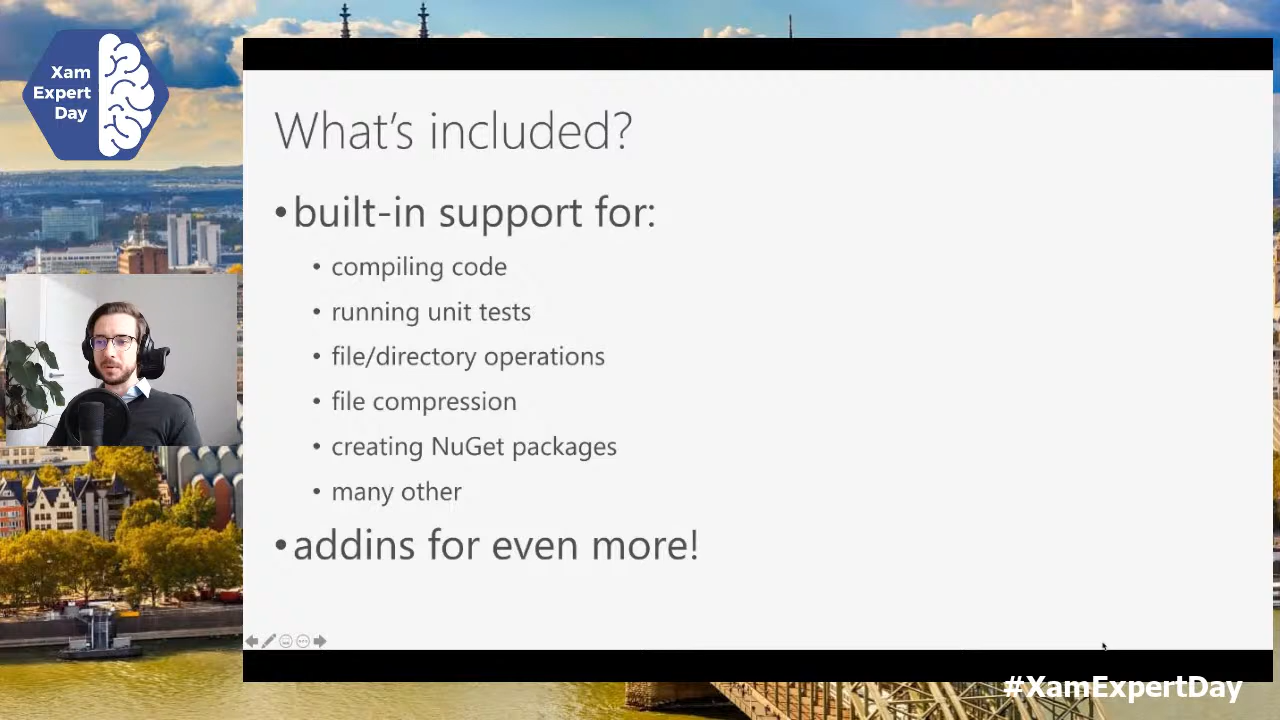 Xam
Expert
Day
What's included?
•built-in support for:
• compiling code
• running unit tests
• file/directory operations
• file compression
• creating NuGet packages
• many other
•addins for even more!
#XamExpertDay